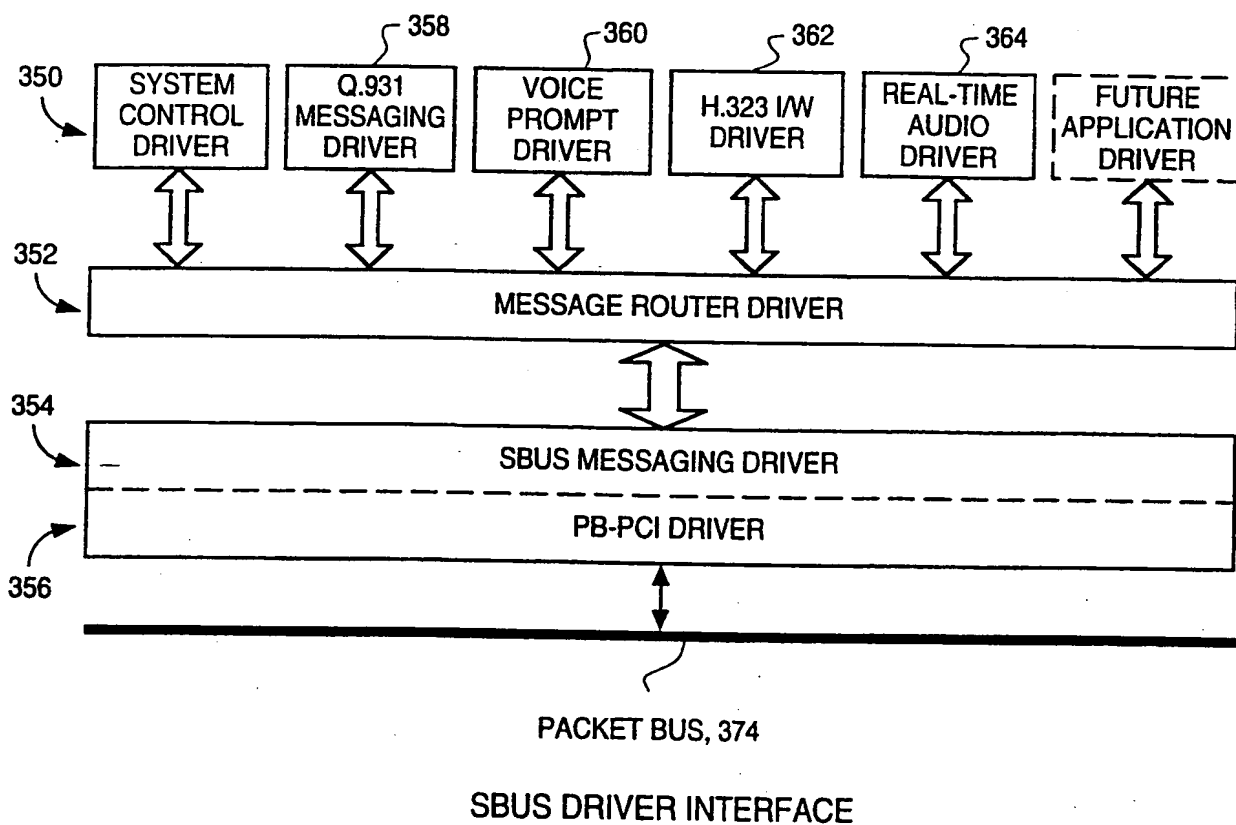 358
360
362
364
350
SYSTEM
CONTROL
DRIVER
Q.931
MESSAGING
DRIVER
VOICE
PROMPT
DRIVER
H.323 I/W
DRIVER
REAL-TIME
AUDIO
DRIVER
FUTURE
APPLICATION
DRIVER
352
MESSAGE ROUTER DRIVER
354
SBUS MESSAGING DRIVER
PB-PCI DRIVER
356
PACKET BUS, 374
SBUS DRIVER INTERFACE